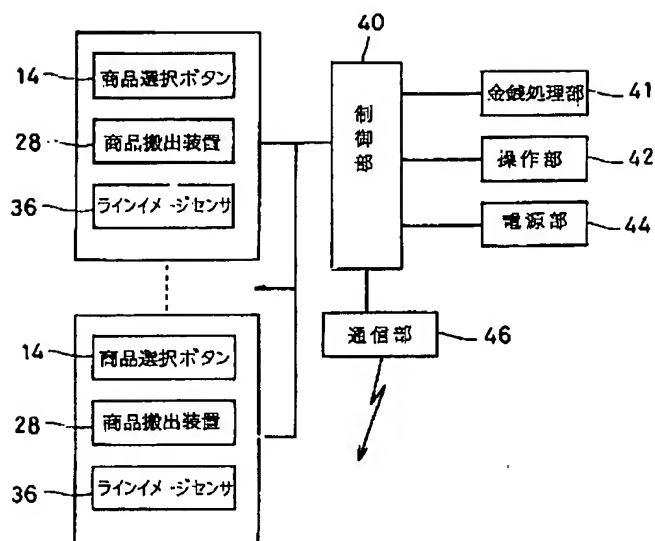 14 商品選択ボタン
28 商品搬出装置
36 ラインイメージセンサ
40
制御部
金銭処理部 41
操作部 42
電源部 44
通信部 46
14 商品選択ボタン
28 商品搬出装置
36 ラインイメージセンサ